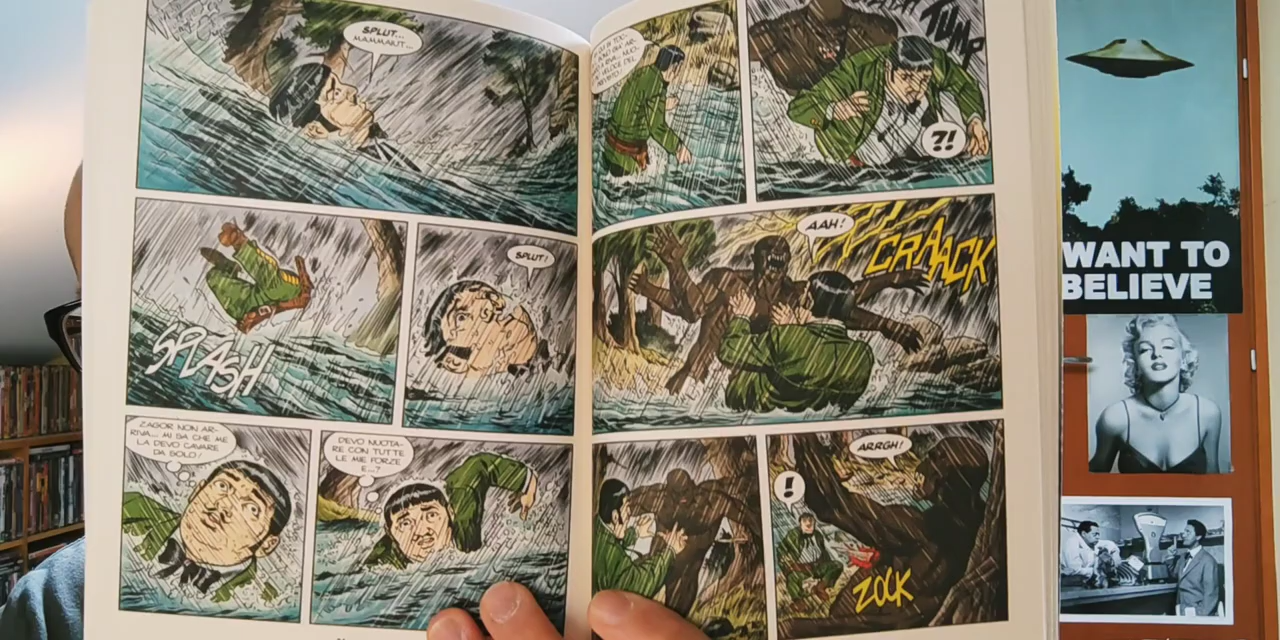 SPLUT...
MAMMAIUT...
SPLASH
SPLUT!
ZAGOR NON AR-
RIVA... MI SA CHE ME
LA DEVO CAVARE
DA SOLO!
DEVO NUOTA-
RE CON TUTTE
LE MIE FORZE
E...?
TUMP
?!
AAH!
CRAACK
!
ARRGH!
ZOCK
WANT TO
BELIEVE